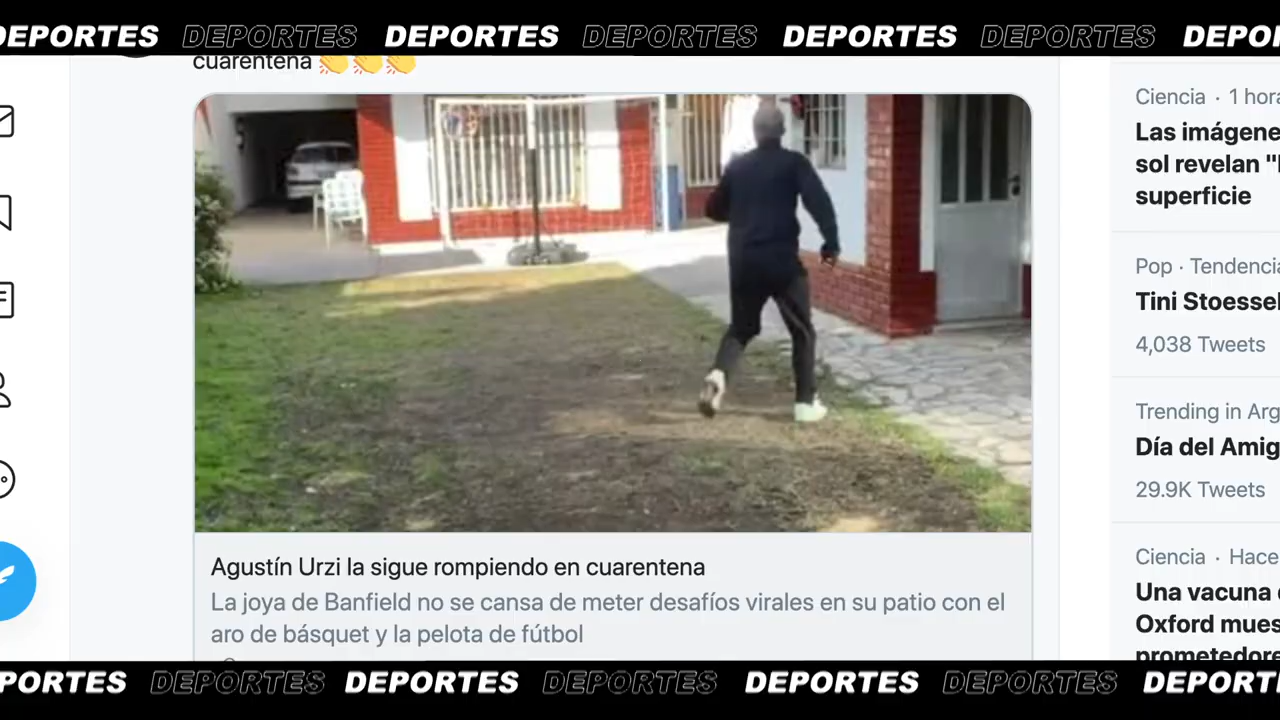 DEPORTES DEPORTES DEPORTES DEPORTES DEPORTES DEPORTES DEPO
cuarentena 👏👏👏
Agustín Urzi la sigue rompiendo en cuarentena
La joya de Banfield no se cansa de meter desafíos virales en su patio con el
aro de básquet y la pelota de fútbol
Ciencia · 1 hora
Las imágene
sol revelan "
superficie
Pop · Tendencia
Tini Stoessel
4,038 Tweets
Trending in Arg
Día del Amig
29.9K Tweets
Ciencia · Hace
Una vacuna
Oxford mues
prometedore
PORTES DEPORTES DEPORTES DEPORTES DEPORTES DEPORTES DEPORT